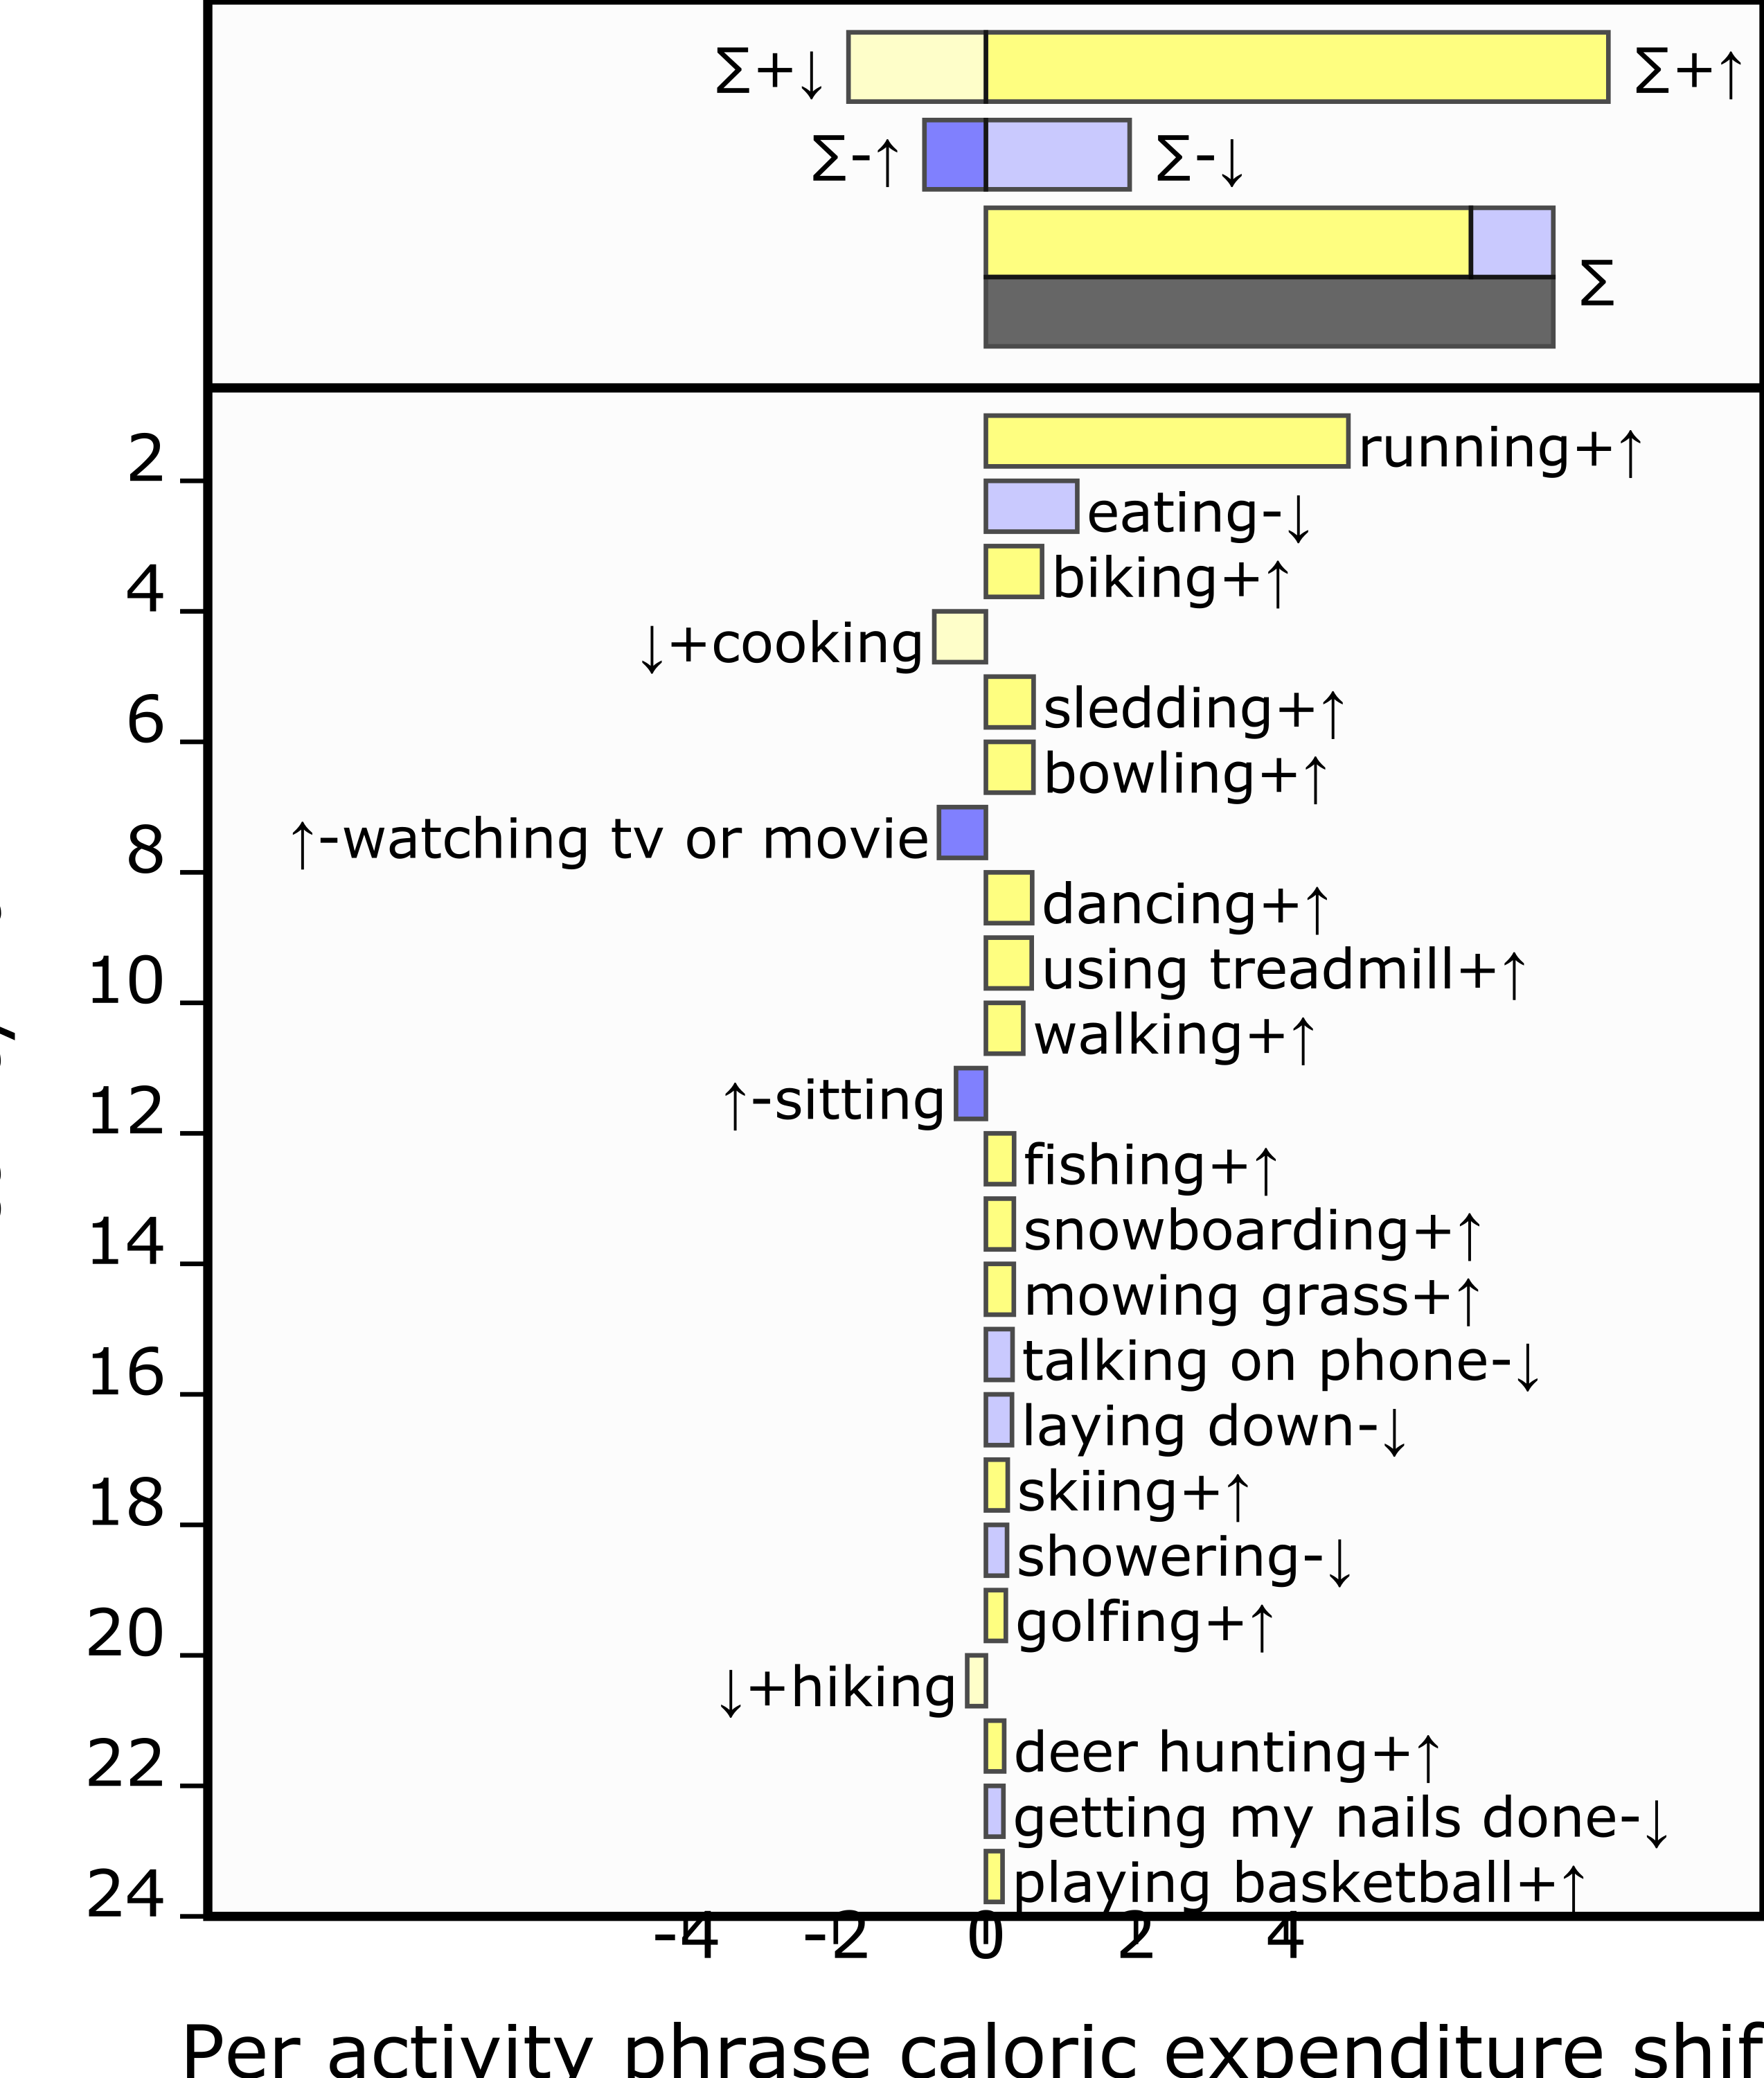 ∑+↓ ∑+↑
∑-↑ ∑-↓
∑
2 running+↑
eating-↓
4 biking+↑
↓+cooking
6 sledding+↑
bowling+↑
8 ↑-watching tv or movie
dancing+↑
10 using treadmill+↑
walking+↑
12 ↑-sitting
fishing+↑
14 snowboarding+↑
mowing grass+↑
16 talking on phone-↓
laying down-↓
18 skiing+↑
showering-↓
20 golfing+↑
↓+hiking
22 deer hunting+↑
getting my nails done-↓
24 playing basketball+↑
-4 -2 0 2 4
Per activity phrase caloric expenditure shif